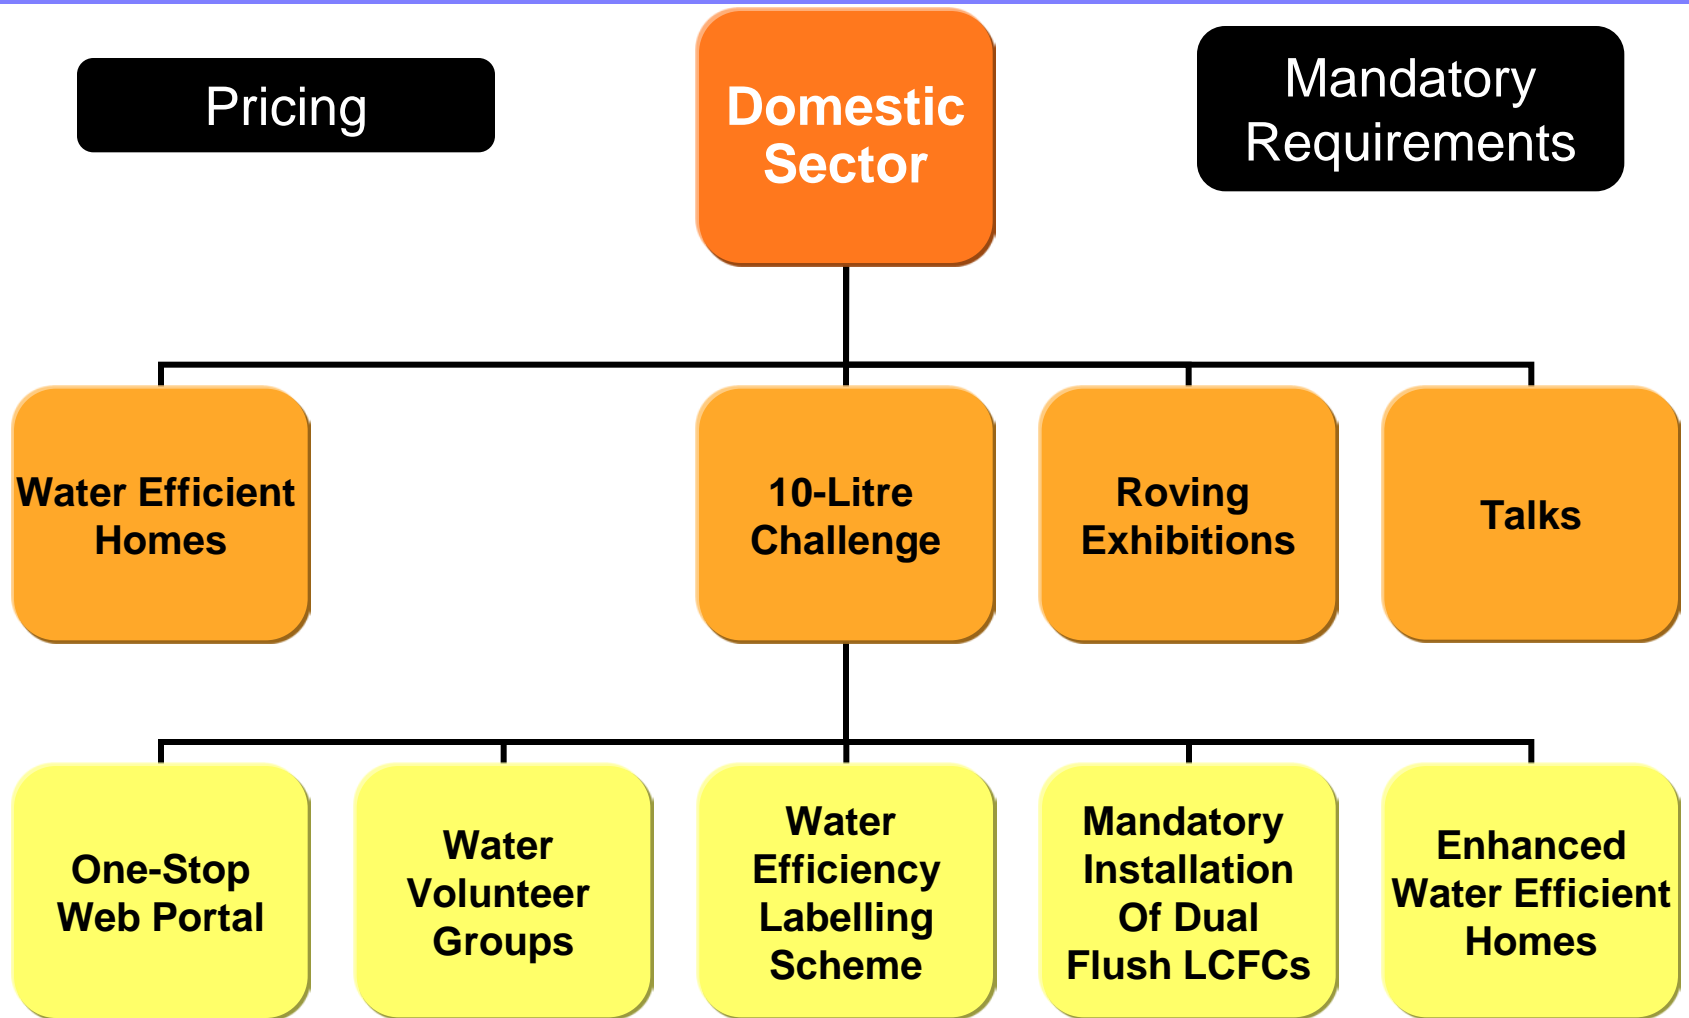 Pricing
Domestic
Sector
Mandatory
Requirements
Water Efficient
Homes
10-Litre
Challenge
Roving
Exhibitions
Talks
One-Stop
Web Portal
Water
Volunteer
Groups
Water
Efficiency
Labelling
Scheme
Mandatory
Installation
Of Dual
Flush LCFCs
Enhanced
Water Efficient
Homes